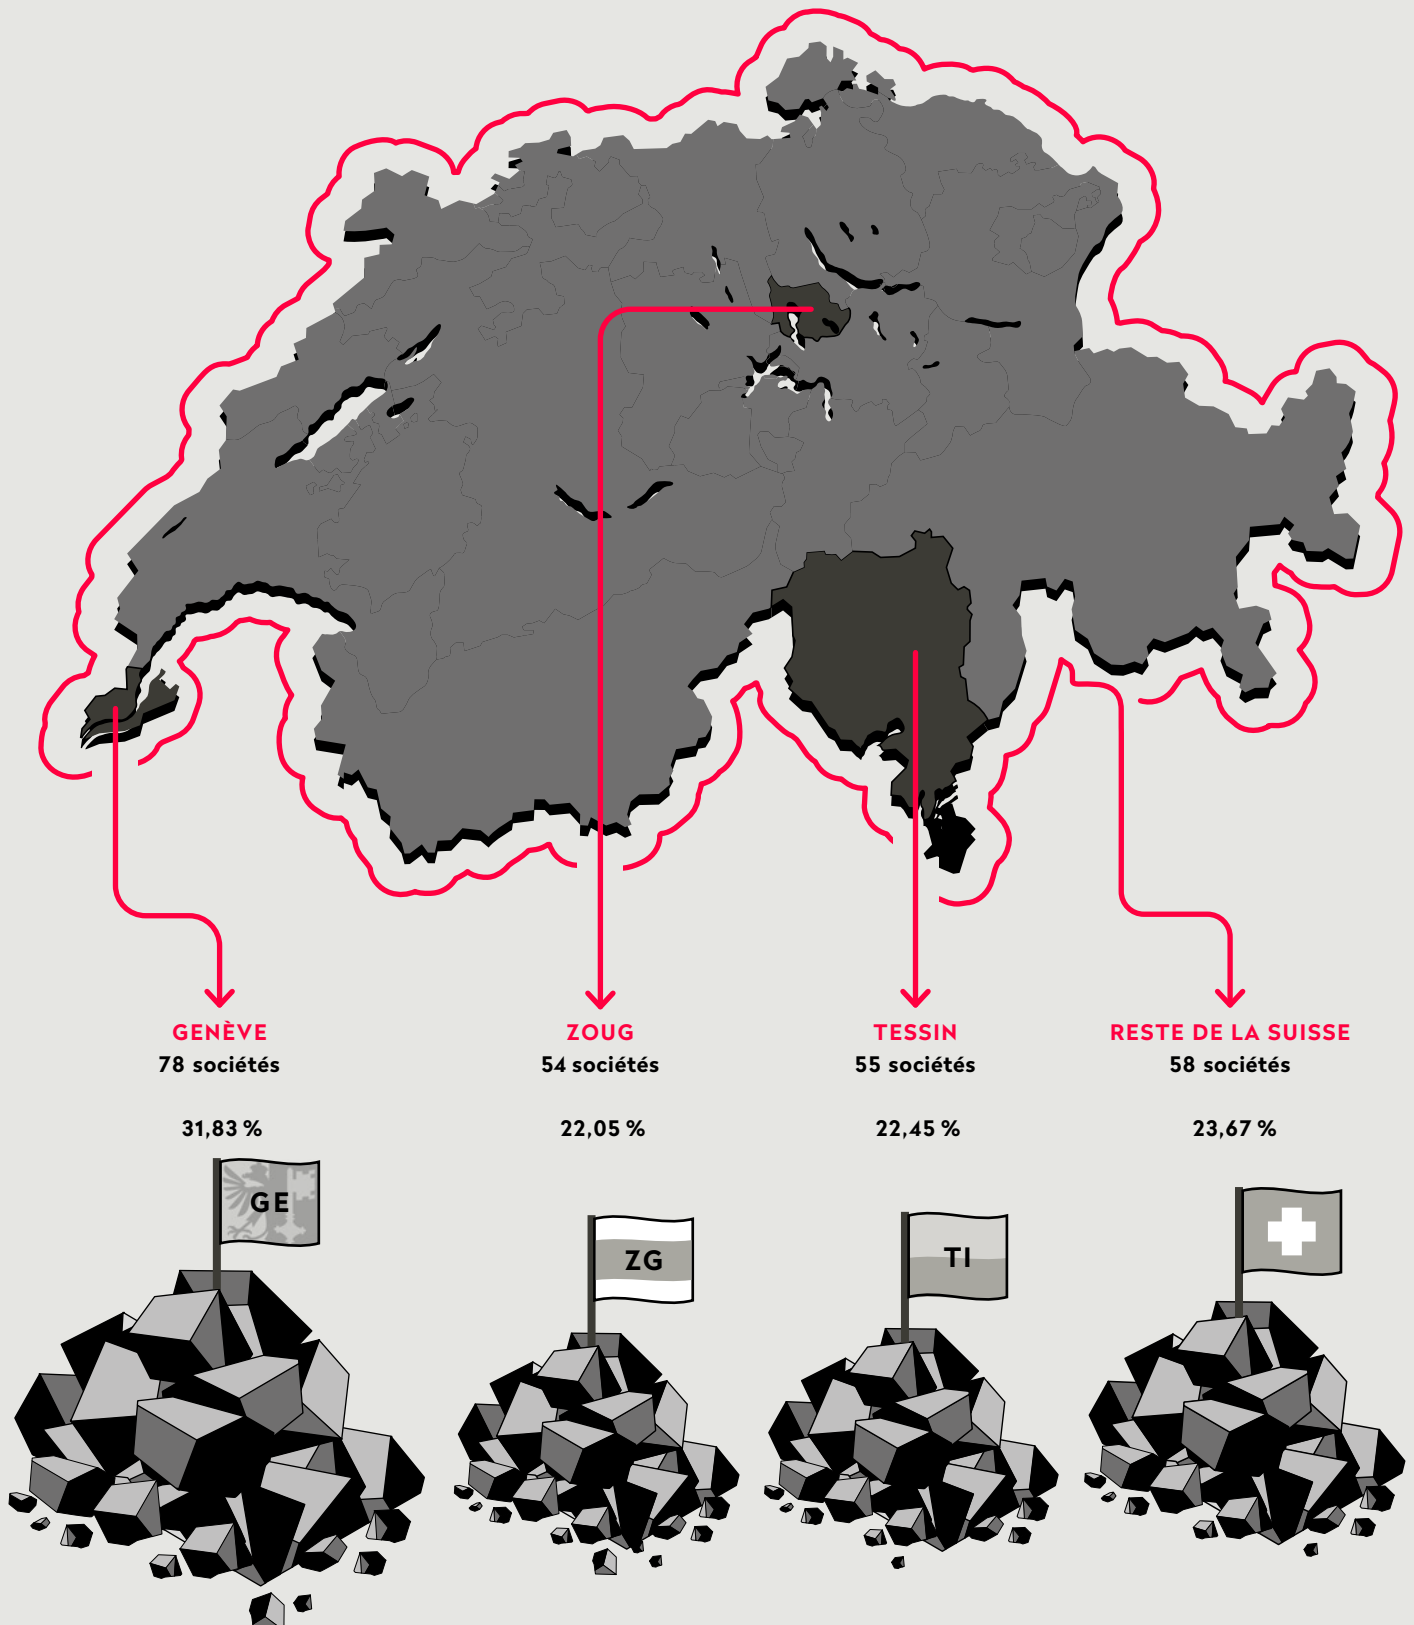 GENÈVE
78 sociétés
31,83 %
ZOUG
54 sociétés
22,05 %
TESSIN
55 sociétés
22,45 %
RESTE DE LA SUISSE
58 sociétés
23,67 %
GE
ZG
TI